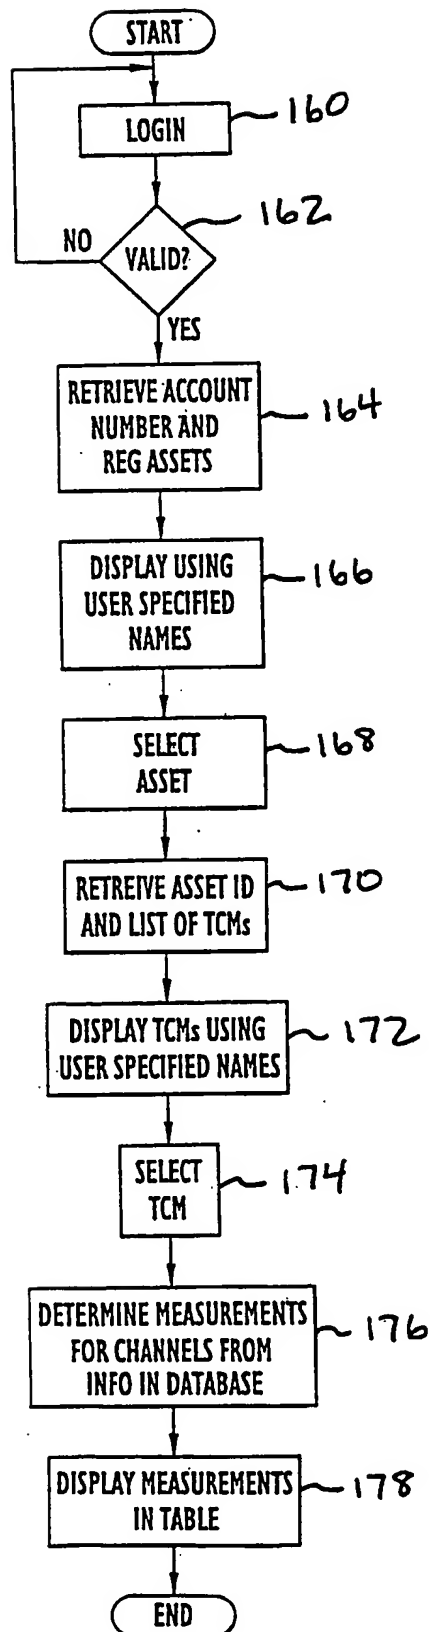 START
LOGIN
160
162
NO
VALID?
YES
RETRIEVE ACCOUNT
NUMBER AND
REG ASSETS
164
DISPLAY USING
USER SPECIFIED
NAMES
166
SELECT
ASSET
168
RETREIVE ASSET ID
AND LIST OF TCMs
170
DISPLAY TCMs USING
USER SPECIFIED NAMES
172
SELECT
TCM
174
DETERMINE MEASUREMENTS
FOR CHANNELS FROM
INFO IN DATABASE
176
DISPLAY MEASUREMENTS
IN TABLE
178
END